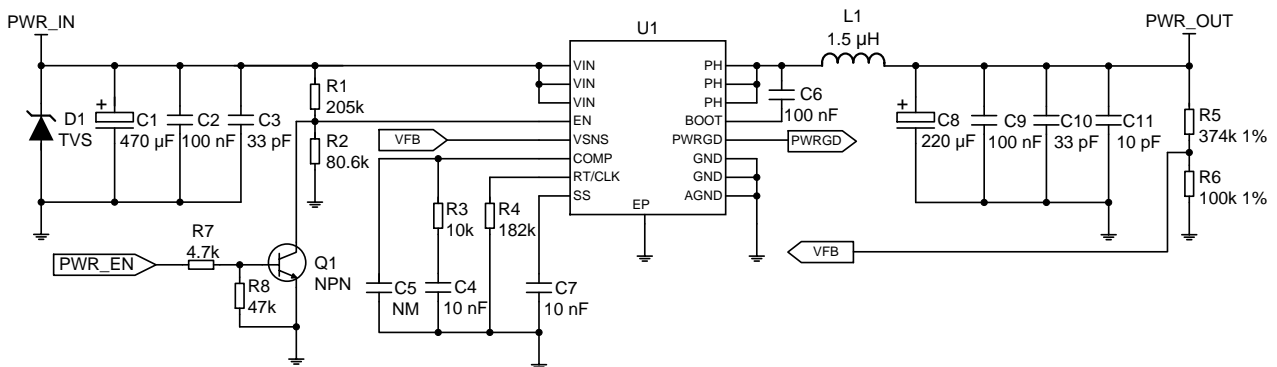 PWR_IN
U1
L1
1.5 µH
PWR_OUT
VIN
VIN
VIN
EN
VSNS
COMP
RT/CLK
SS
EP
PH
PH
PH
BOOT
PWRGD
GND
GND
AGND
D1
TVS
+
C1
470 µF
C2
100 nF
C3
33 pF
R1
205k
R2
80.6k
VFB
C6
100 nF
PWRGD
+
C8
220 µF
C9
100 nF
C10
33 pF
C11
10 pF
R5
374k 1%
R6
100k 1%
R3
10k
R4
182k
VFB
R7
4.7k
PWR_EN
Q1
NPN
R8
47k
C5
NM
C4
10 nF
C7
10 nF